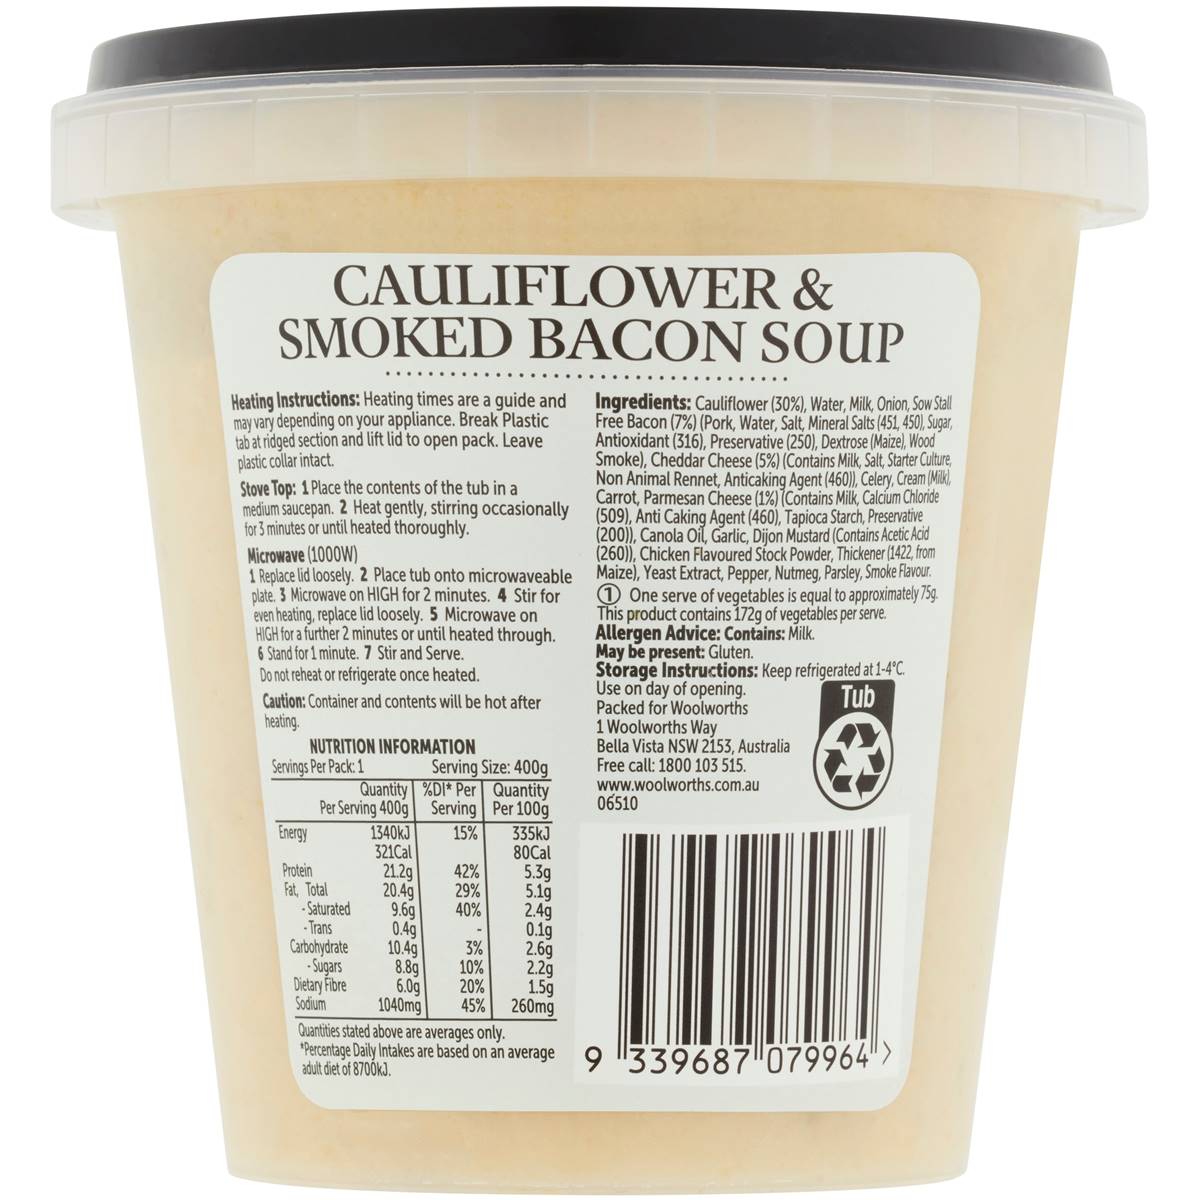 CAULIFLOWER &
SMOKED BACON SOUP
Heating Instructions: Heating times are a guide and
may vary depending on your appliance. Break Plastic
tab at ridged section and lift lid to open pack. Leave
plastic collar intact.
Stove Top: 1 Place the contents of the tub in a
medium saucepan. 2 Heat gently, stirring occasionally
for 3 minutes or until heated thoroughly.
Microwave (1000W)
1 Replace lid loosely. 2 Place tub onto microwaveable
plate. 3 Microwave on HIGH for 2 minutes. 4 Stir for
even heating, replace lid loosely. 5 Microwave on
HIGH for a further 2 minutes or until heated through.
6 Stand for 1 minute. 7 Stir and Serve.
Do not reheat or refrigerate once heated.
Caution: Container and contents will be hot after
heating.
NUTRITION INFORMATION
Servings Per Pack: 1 Serving Size: 400g
Quantity %DI* Per Quantity
Per Serving 400g Serving Per 100g
Energy 1340kJ 15% 335kJ
321Cal 80Cal
Protein 21.2g 42% 5.3g
Fat, Total 20.4g 29% 5.1g
- Saturated 9.6g 40% 2.4g
- Trans 0.4g - 0.1g
Carbohydrate 10.4g 3% 2.6g
- Sugars 8.8g 10% 2.2g
Dietary Fibre 6.0g 20% 1.5g
Sodium 1040mg 45% 260mg
Quantities stated above are averages only.
*Percentage Daily Intakes are based on an average
adult diet of 8700kJ.
Ingredients: Cauliflower (30%), Water, Milk, Onion, Sow Stall
Free Bacon (7%) (Pork, Water, Salt, Mineral Salts (451, 450), Sugar,
Antioxidant (316), Preservative (250), Dextrose (Maize), Wood
Smoke), Cheddar Cheese (5%) (Contains Milk, Salt, Starter Culture,
Non Animal Rennet, Anticaking Agent (460)), Celery, Cream (Milk),
Carrot, Parmesan Cheese (1%) (Contains Milk, Calcium Chloride
(509), Anti Caking Agent (460), Tapioca Starch, Preservative
(200)), Canola Oil, Garlic, Dijon Mustard (Contains Acetic Acid
(260)), Chicken Flavoured Stock Powder, Thickener (1422, from
Maize), Yeast Extract, Pepper, Nutmeg, Parsley, Smoke Flavour.
① One serve of vegetables is equal to approximately 75g.
This product contains 172g of vegetables per serve.
Allergen Advice: Contains: Milk.
May be present: Gluten.
Storage Instructions: Keep refrigerated at 1-4°C.
Use on day of opening.
Packed for Woolworths
1 Woolworths Way
Bella Vista NSW 2153, Australia
Free call: 1800 103 515.
www.woolworths.com.au
06510
Tub
9 339687 079964 >